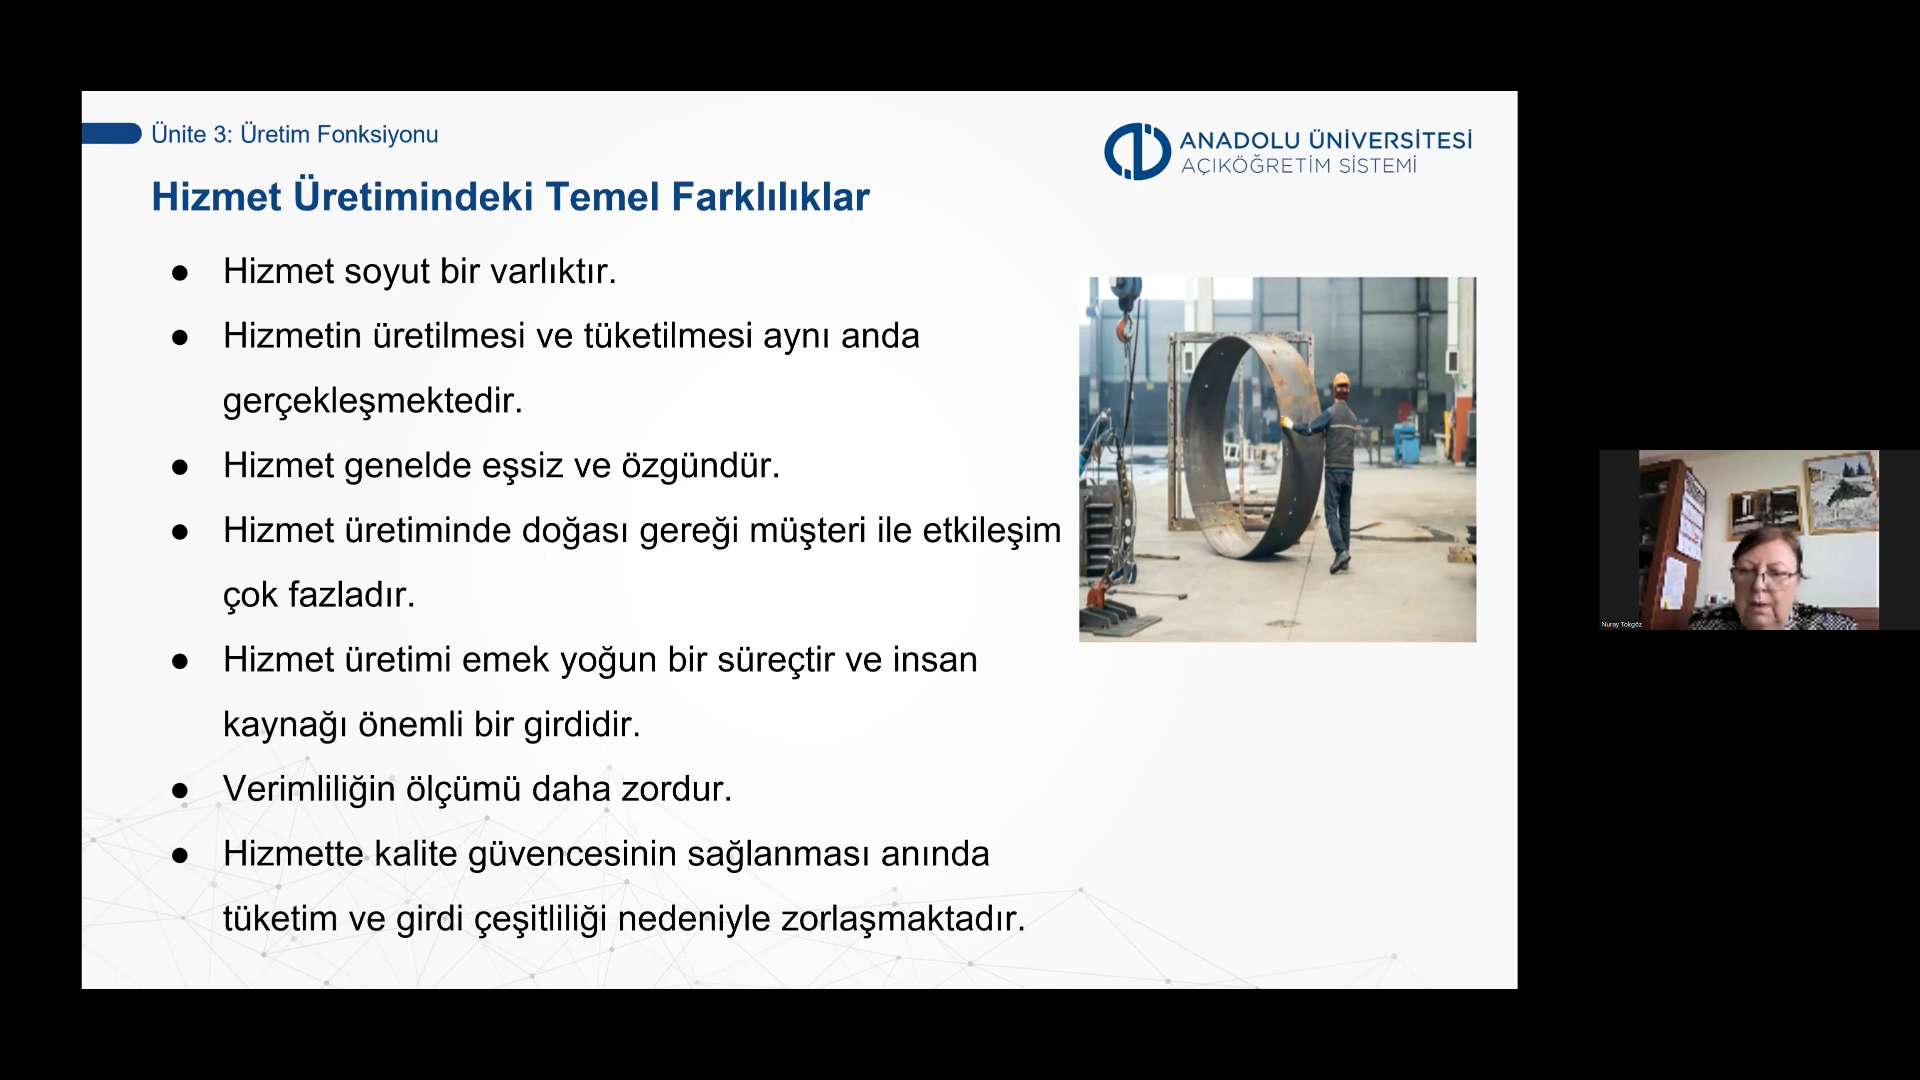 Ünite 3: Üretim Fonksiyonu
ANADOLU ÜNİVERSİTESİ
AÇIKÖĞRETİM SİSTEMİ
Hizmet Üretimindeki Temel Farklılıklar
● Hizmet soyut bir varlıktır.
● Hizmetin üretilmesi ve tüketilmesi aynı anda
gerçekleşmektedir.
● Hizmet genelde eşsiz ve özgündür.
● Hizmet üretiminde doğası gereği müşteri ile etkileşim
çok fazladır.
● Hizmet üretimi emek yoğun bir süreçtir ve insan
kaynağı önemli bir girdidir.
● Verimliliğin ölçümü daha zordur.
● Hizmette kalite güvencesinin sağlanması anında
tüketim ve girdi çeşitliliği nedeniyle zorlaşmaktadır.
Nuray Tokgöz